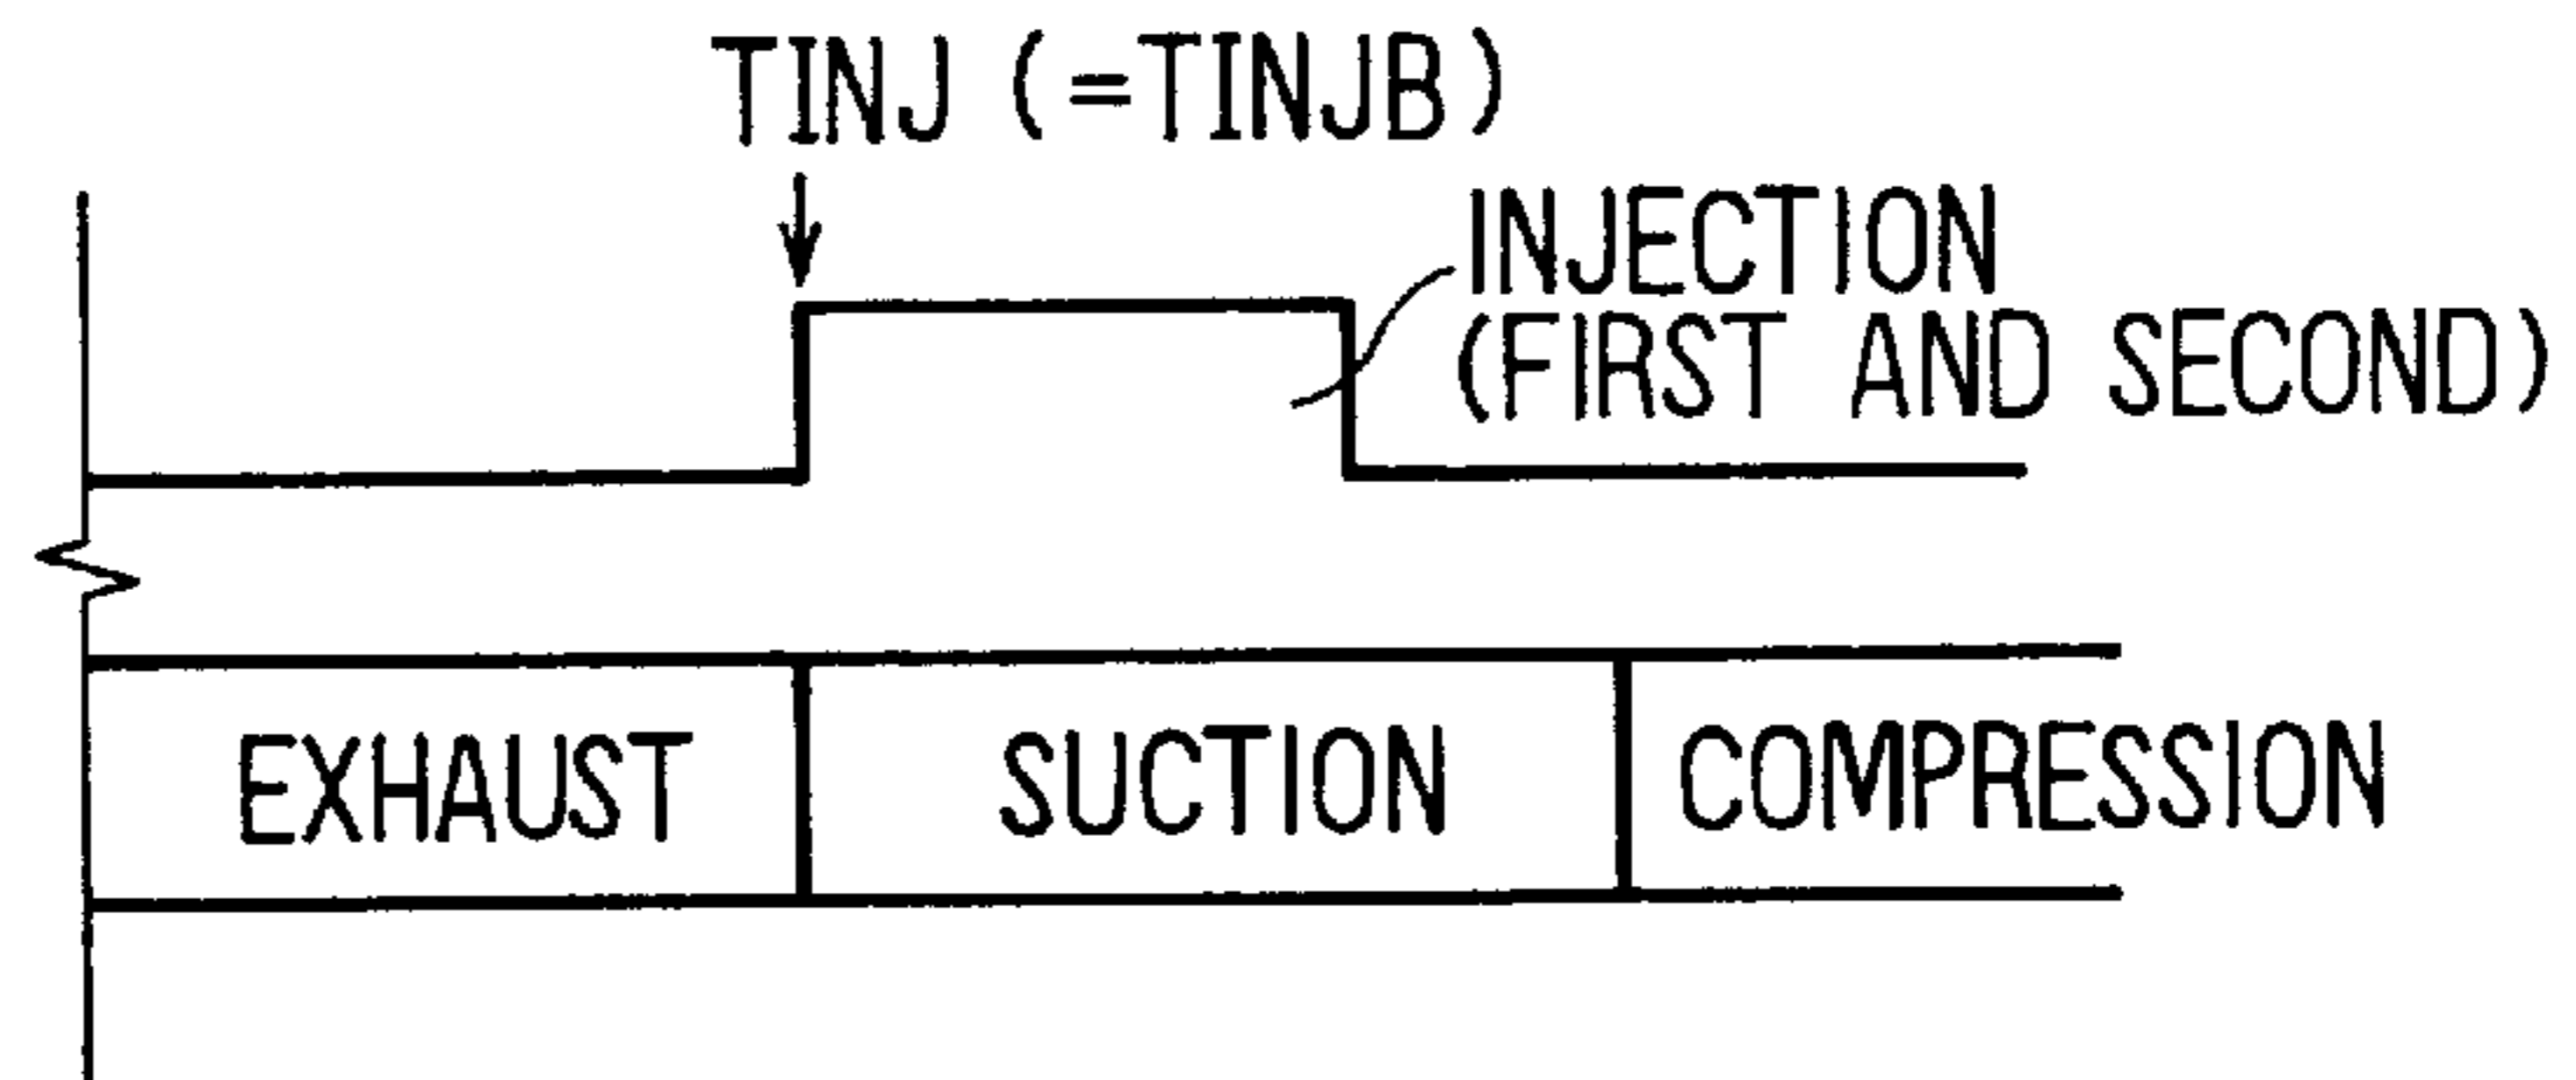 TINJ (=TINJB)
INJECTION
(FIRST AND SECOND)
EXHAUST SUCTION COMPRESSION